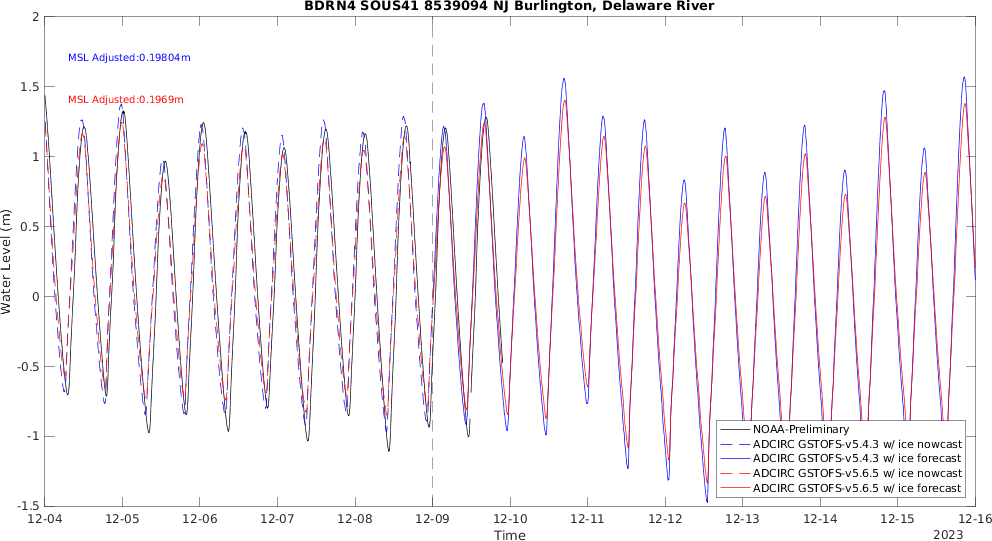 BDRN4 SOUS41 8539094 NJ Burlington, Delaware River
MSL Adjusted:0.19804m
MSL Adjusted:0.1969m
Water Level (m)
2
1.5
1
0.5
0
-0.5
-1
-1.5
NOAA-Preliminary
ADCIRC GSTOFS-v5.4.3 w/ ice nowcast
ADCIRC GSTOFS-v5.4.3 w/ ice forecast
ADCIRC GSTOFS-v5.6.5 w/ ice nowcast
ADCIRC GSTOFS-v5.6.5 w/ ice forecast
12-04 12-05 12-06 12-07 12-08 12-09 12-10 12-11 12-12 12-13 12-14 12-15 12-16
Time
2023